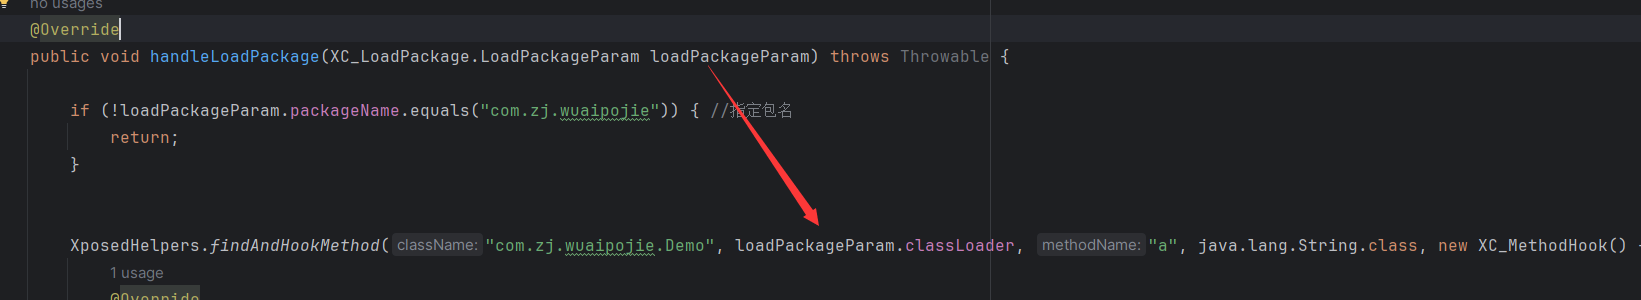 no usages
@Override
public void handleLoadPackage(XC_LoadPackage.LoadPackageParam loadPackageParam) throws Throwable {
if (!loadPackageParam.packageName.equals("com.zj.wuaipojie")) { //指定包名
return;
}
XposedHelpers.findAndHookMethod( className: "com.zj.wuaipojie.Demo", loadPackageParam.classLoader, methodName: "a", java.lang.String.class, new XC_MethodHook() {
1 usage
@Override